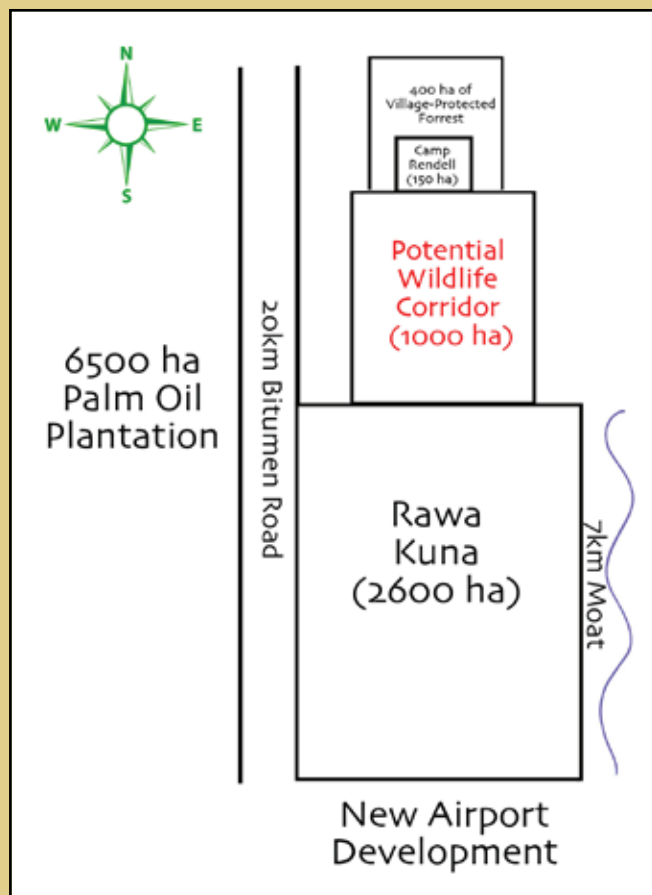 N
W
E
S
400 ha of
Village-Protected
Forrest
Camp
Rendell
(150 ha)
Potential
Wildlife
Corridor
(1000 ha)
20km Bitumen Road
6500 ha
Palm Oil
Plantation
Rawa
Kuna
(2600 ha)
7km Moat
New Airport
Development